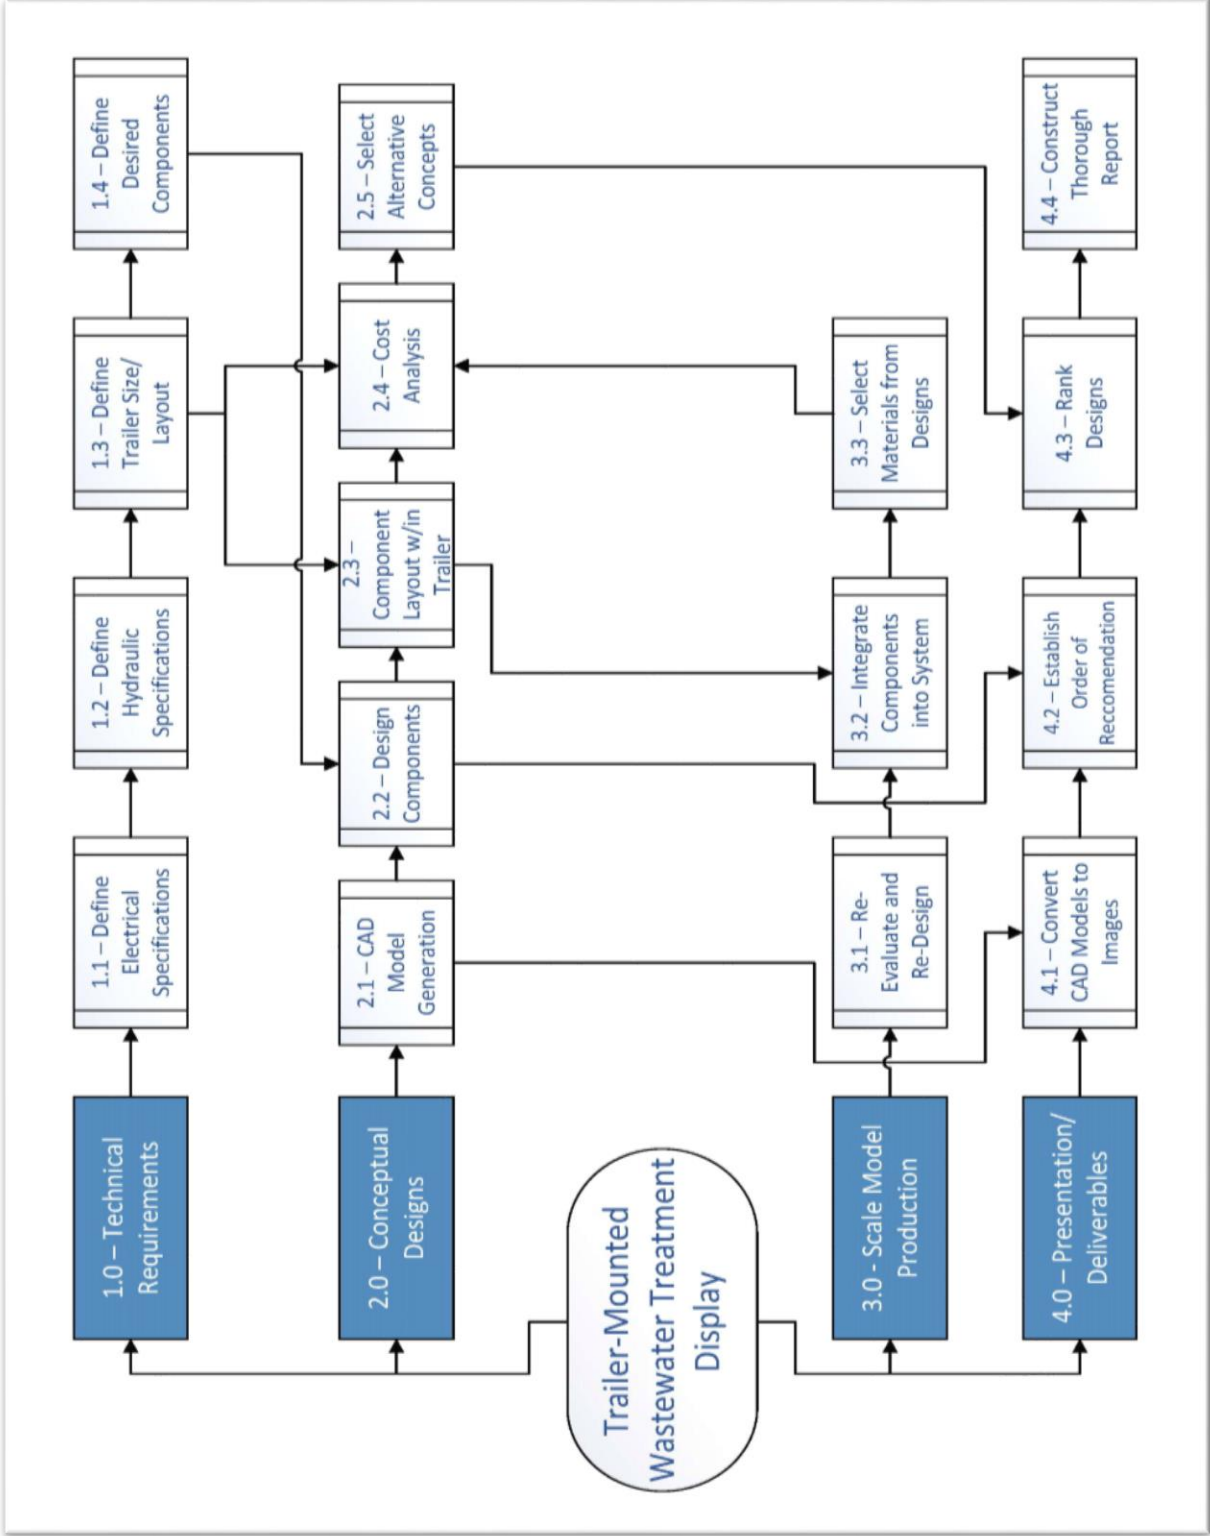 Trailer-Mounted
Wastewater Treatment
Display
1.0 – Technical
Requirements
1.1 – Define
Electrical
Specifications
1.2 – Define
Hydraulic
Specifications
1.3 – Define
Trailer Size/
Layout
1.4 – Define
Desired
Components
2.0 – Conceptual
Designs
2.1 – CAD
Model
Generation
2.2 – Design
Components
2.3 –
Component
Layout w/in
Trailer
2.4 – Cost
Analysis
2.5 – Select
Alternative
Concepts
3.0 - Scale Model
Production
3.1 – Re-
Evaluate and
Re-Design
3.2 – Integrate
Components
into System
3.3 – Select
Materials from
Designs
4.0 – Presentation/
Deliverables
4.1 – Convert
CAD Models to
Images
4.2 – Establish
Order of
Reccomendation
4.3 – Rank
Designs
4.4 – Construct
Thorough
Report